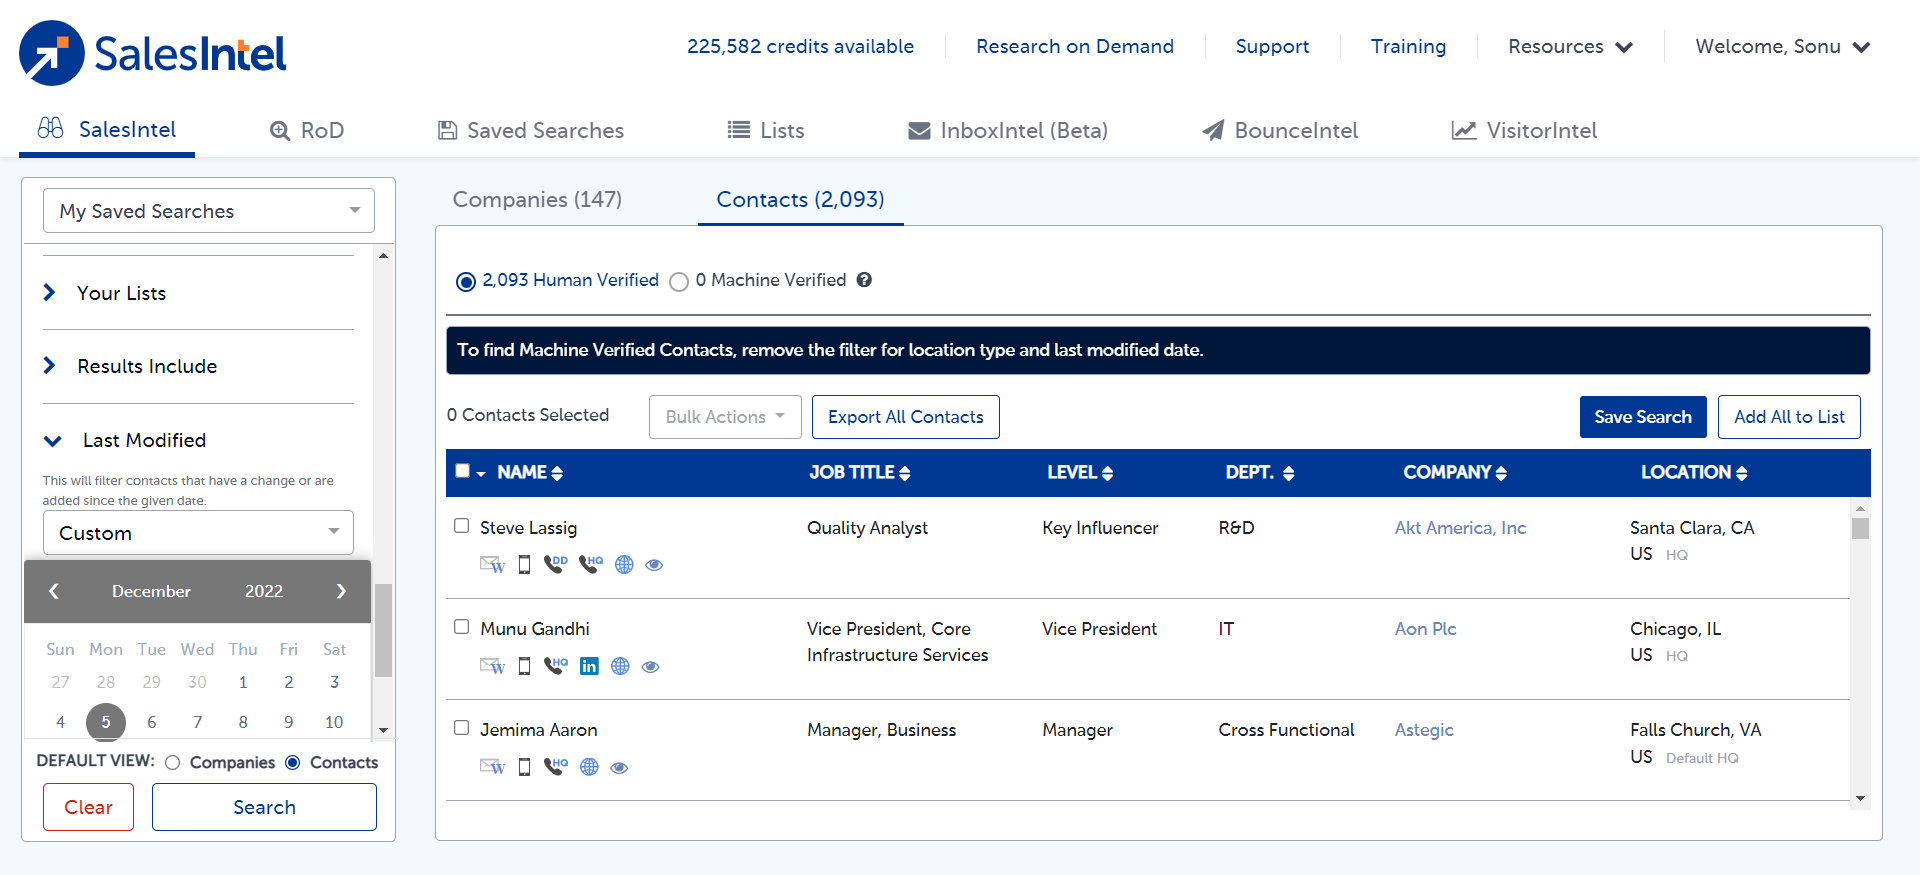 SalesIntel
225,582 credits available
Research on Demand
Support
Training
Resources
Welcome, Sonu
SalesIntel
RoD
Saved Searches
Lists
InboxIntel (Beta)
BounceIntel
VisitorIntel
My Saved Searches
Your Lists
Results Include
Last Modified
This will filter contacts that have a change or are
added since the given date.
Custom
December 2022
Sun Mon Tue Wed Thu Fri Sat
27 28 29 30 1 2 3
4 5 6 7 8 9 10
DEFAULT VIEW: Companies Contacts
Clear
Search
Companies (147)
Contacts (2,093)
2,093 Human Verified
0 Machine Verified ?
To find Machine Verified Contacts, remove the filter for location type and last modified date.
0 Contacts Selected
Bulk Actions
Export All Contacts
Save Search
Add All to List
NAME JOB TITLE LEVEL DEPT. COMPANY LOCATION
Steve Lassig Quality Analyst Key Influencer R&D Akt America, Inc Santa Clara, CA
US HQ
W DD HQ
Munu Gandhi Vice President, Core Vice President IT Aon Plc Chicago, IL
Infrastructure Services US HQ
W HQ in
Jemima Aaron Manager, Business Manager Cross Functional Astegic Falls Church, VA
US Default HQ
W HQ